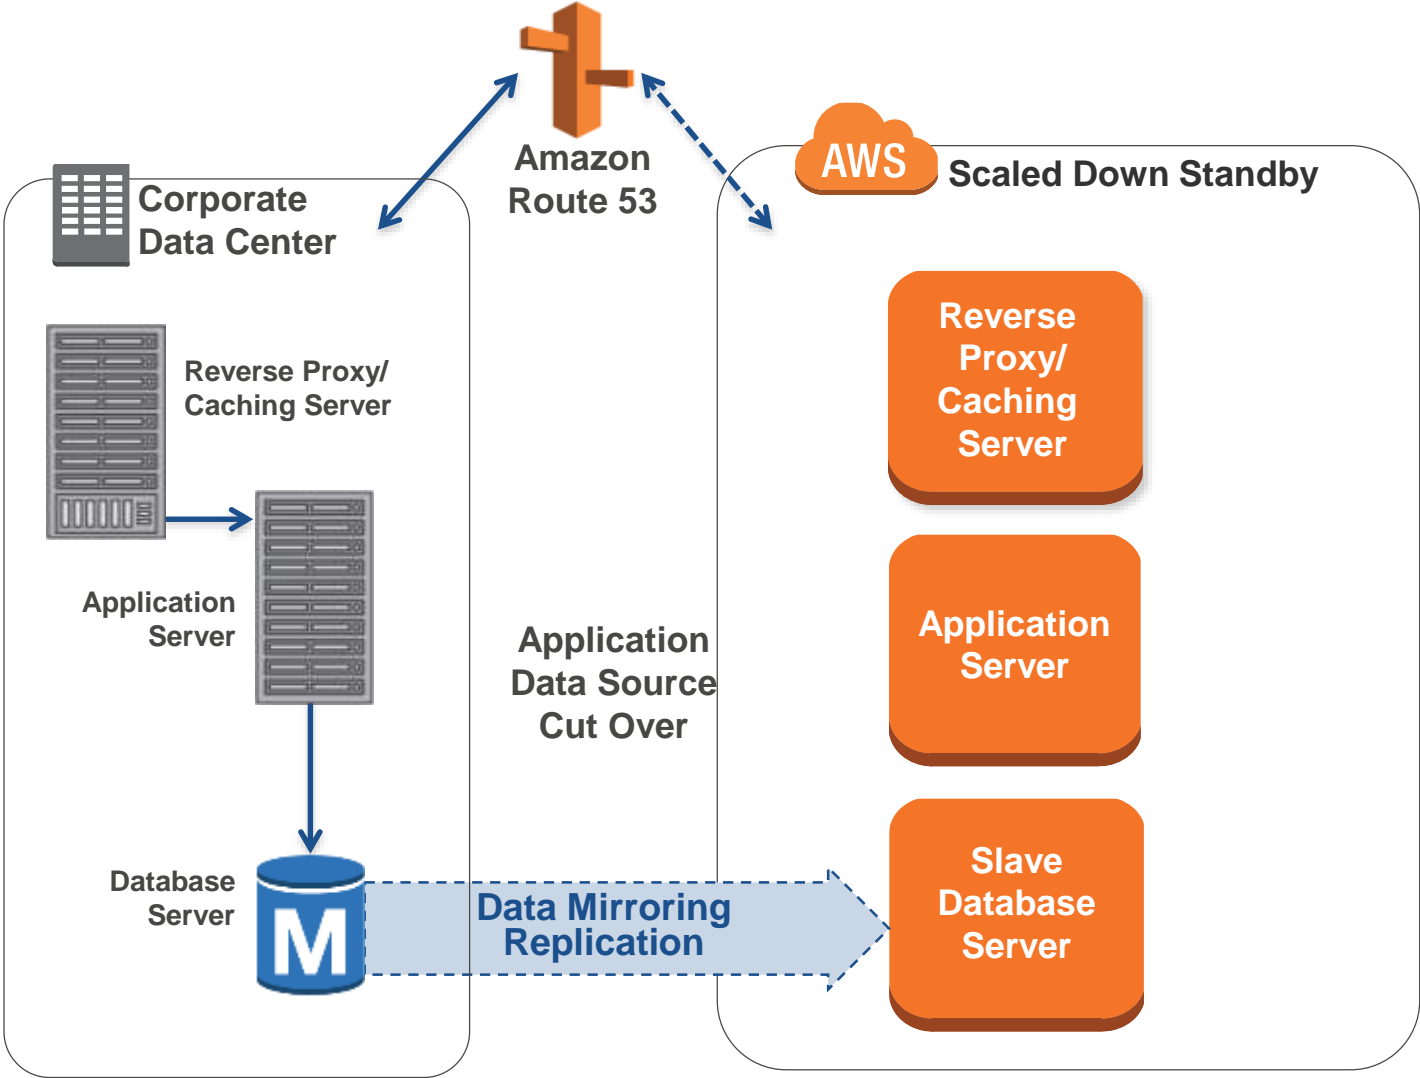 Amazon
Route 53
AWS
Scaled Down Standby
Corporate
Data Center
Reverse Proxy/
Caching Server
Application
Server
Database
Server
M
Application
Data Source
Cut Over
Data Mirroring
Replication
Reverse
Proxy/
Caching
Server
Application
Server
Slave
Database
Server